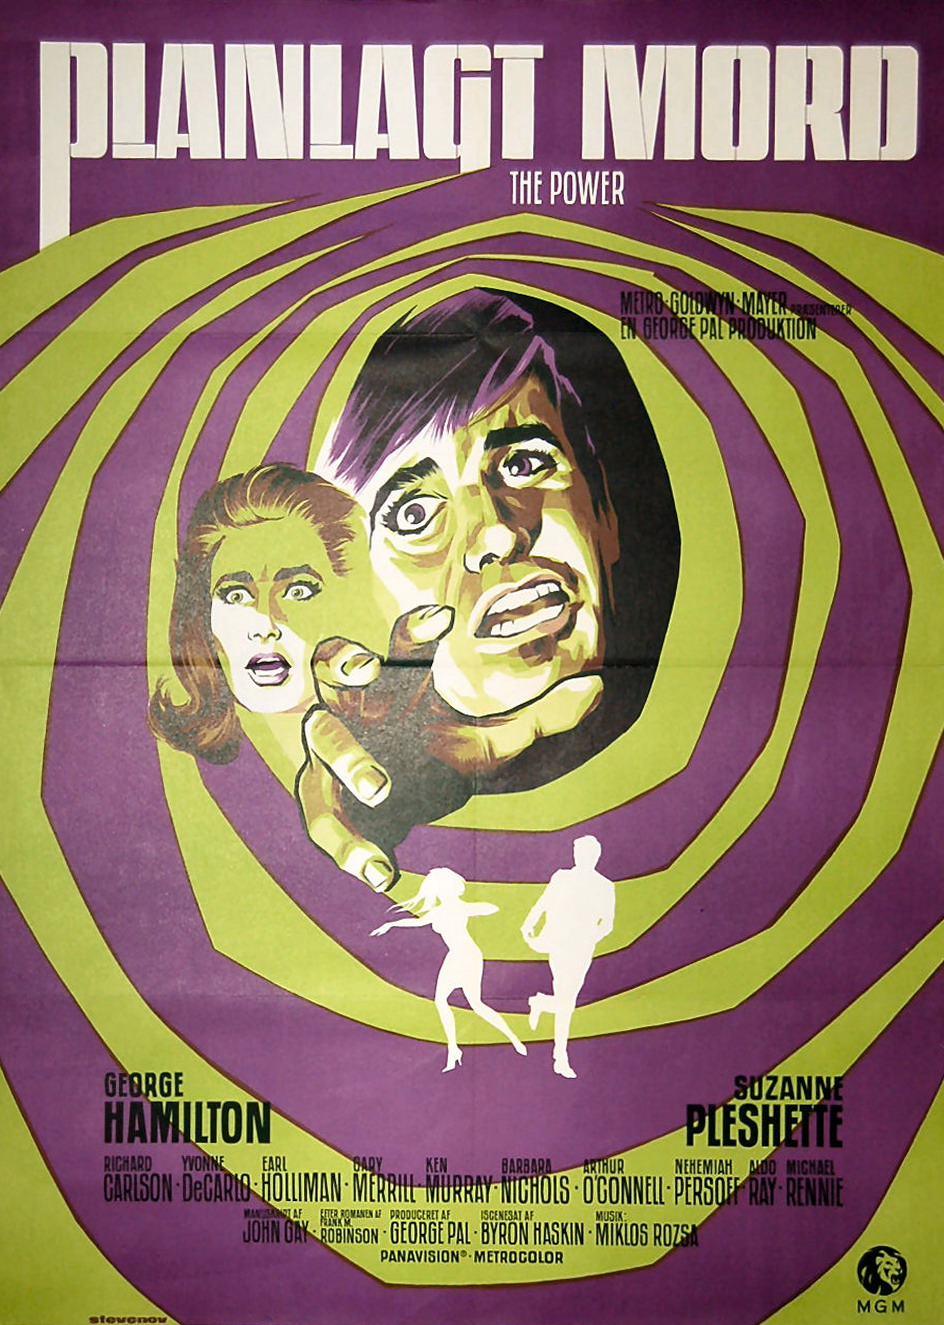 PLANLAGT MORD
THE POWER
METRO-GOLDWYN-MAYER PRÆSENTERER
EN GEORGE PAL PRODUKTION
GEORGE
HAMILTON
SUZANNE
PLESHETTE
RICHARD CARLSON · YVONNE DeCARLO · EARL HOLLIMAN · GARY MERRILL · KEN MURRAY · BARBARA NICHOLS · ARTHUR O'CONNELL · NEHEMIAH PERSOFF · ALDO RAY · MICHAEL RENNIE
MANUSKRIPT AF JOHN GAY · EFTER ROMANEN AF FRANK M. ROBINSON · PRODUCERET AF GEORGE PAL · ISCENESAT AF BYRON HASKIN · MUSIK: MIKLOS ROZSA
PANAVISION® · METROCOLOR
MGM
stevenov